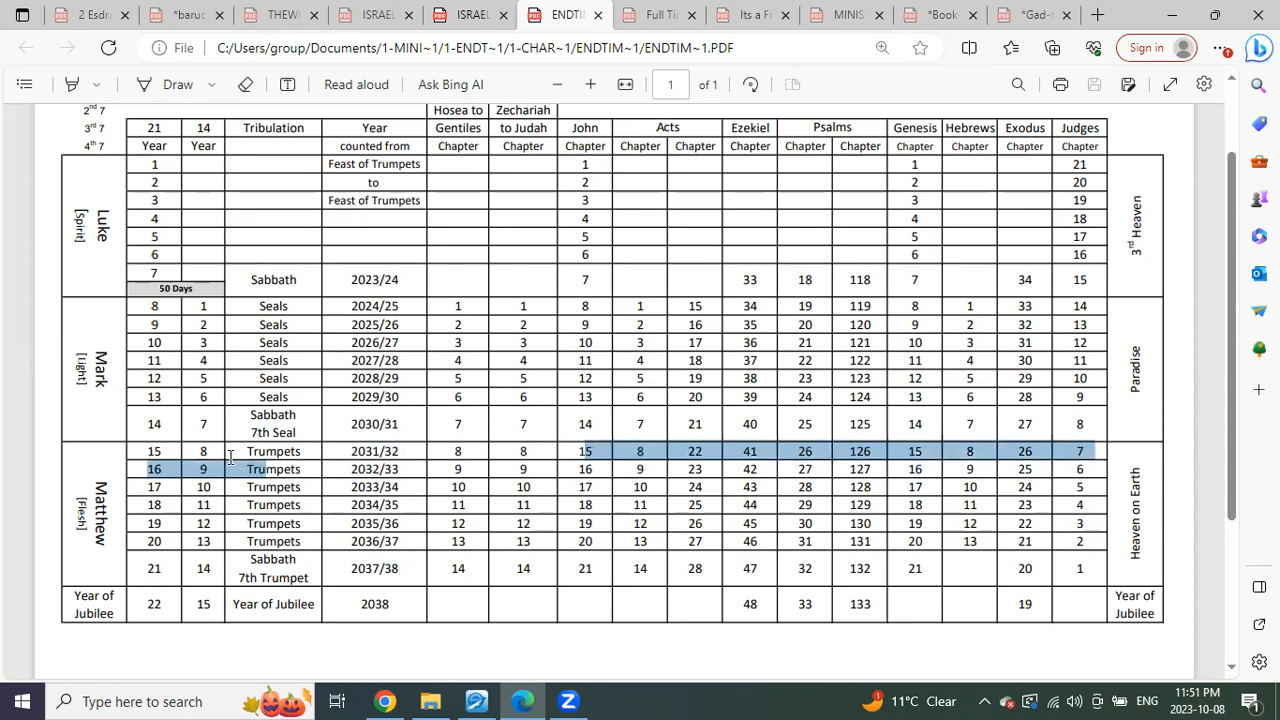 2 Esdra
*baruc
THEWI
ISRAEL
ISRAEL
ENDTIM
Full Tir
Its a Fr
MINIS
*Book
*Gad-t
File C:/Users/group/Documents/1-MINI~1/1-ENDT~1/1-CHAR~1/ENDTIM~1/ENDTIM~1.PDF Sign in
Draw Read aloud Ask Bing AI 1 of 1
2nd 7 Hosea to Zechariah
3rd 7 21 14 Tribulation Year Gentiles to Judah John Acts Ezekiel Psalms Genesis Hebrews Exodus Judges
4th 7 Year Year counted from Chapter Chapter Chapter Chapter Chapter Chapter Chapter Chapter Chapter Chapter Chapter Chapter
Luke [Spirit]
1 Feast of Trumpets 1 1 21
2 to 2 2 20
3 Feast of Trumpets 3 3 19
4 4 4 18
5 5 5 17
6 6 6 16
7 Sabbath 2023/24 7 33 18 118 7 34 15
50 Days
3rd Heaven
Mark [Light]
8 1 Seals 2024/25 1 1 8 1 15 34 19 119 8 1 33 14
9 2 Seals 2025/26 2 2 9 2 16 35 20 120 9 2 32 13
10 3 Seals 2026/27 3 3 10 3 17 36 21 121 10 3 31 12
11 4 Seals 2027/28 4 4 11 4 18 37 22 122 11 4 30 11
12 5 Seals 2028/29 5 5 12 5 19 38 23 123 12 5 29 10
13 6 Seals 2029/30 6 6 13 6 20 39 24 124 13 6 28 9
14 7 Sabbath 7th Seal 2030/31 7 7 14 7 21 40 25 125 14 7 27 8
Paradise
Matthew [Flesh]
15 8 Trumpets 2031/32 8 8 15 8 22 41 26 126 15 8 26 7
16 9 Trumpets 2032/33 9 9 16 9 23 42 27 127 16 9 25 6
17 10 Trumpets 2033/34 10 10 17 10 24 43 28 128 17 10 24 5
18 11 Trumpets 2034/35 11 11 18 11 25 44 29 129 18 11 23 4
19 12 Trumpets 2035/36 12 12 19 12 26 45 30 130 19 12 22 3
20 13 Trumpets 2036/37 13 13 20 13 27 46 31 131 20 13 21 2
21 14 Sabbath 7th Trumpet 2037/38 14 14 21 14 28 47 32 132 21 20 1
Heaven on Earth
Year of Jubilee 22 15 Year of Jubilee 2038 48 33 133 19 Year of Jubilee
Type here to search
11°C Clear
ENG
11:51 PM
2023-10-08